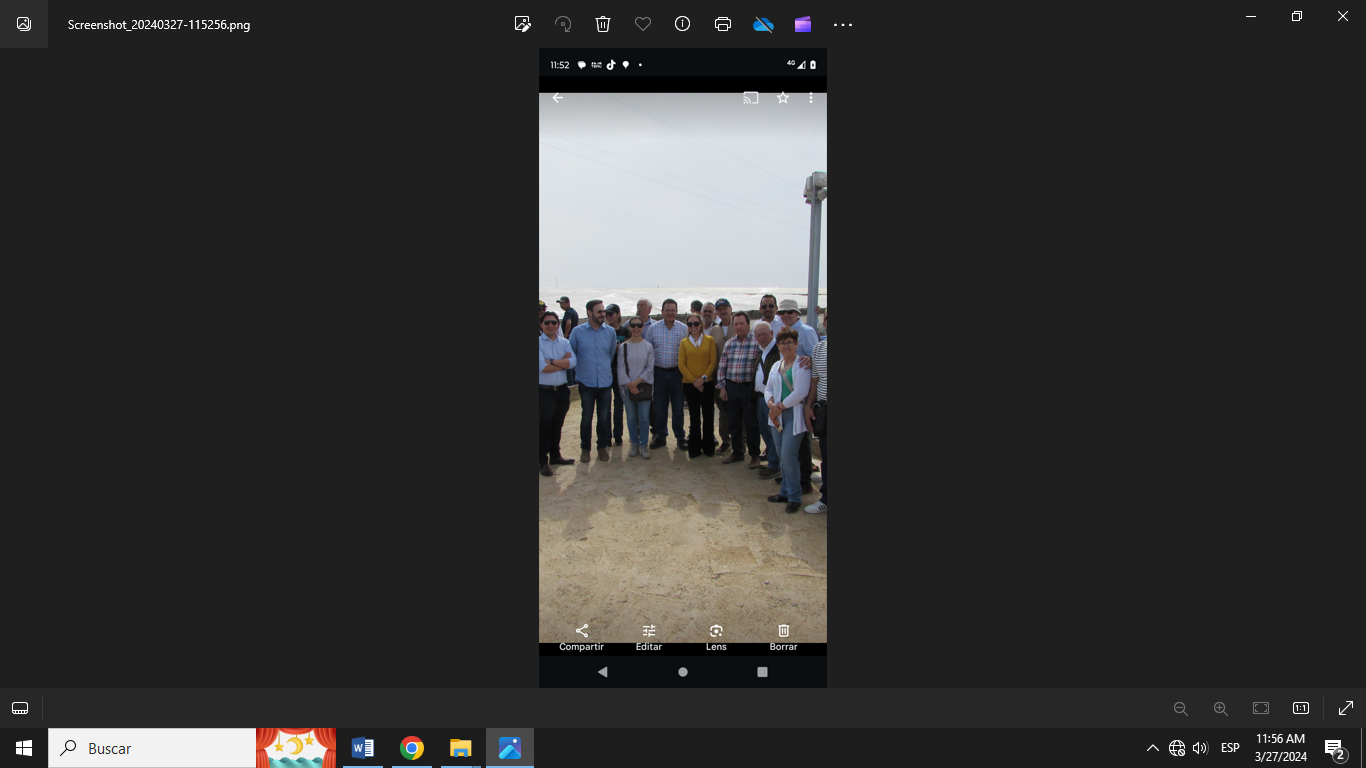 Screenshot_20240327-115256.png
11:52
4G
Compartir Editar Lens Borrar
1:1
Buscar
ESP
11:56 AM
3/27/2024
2